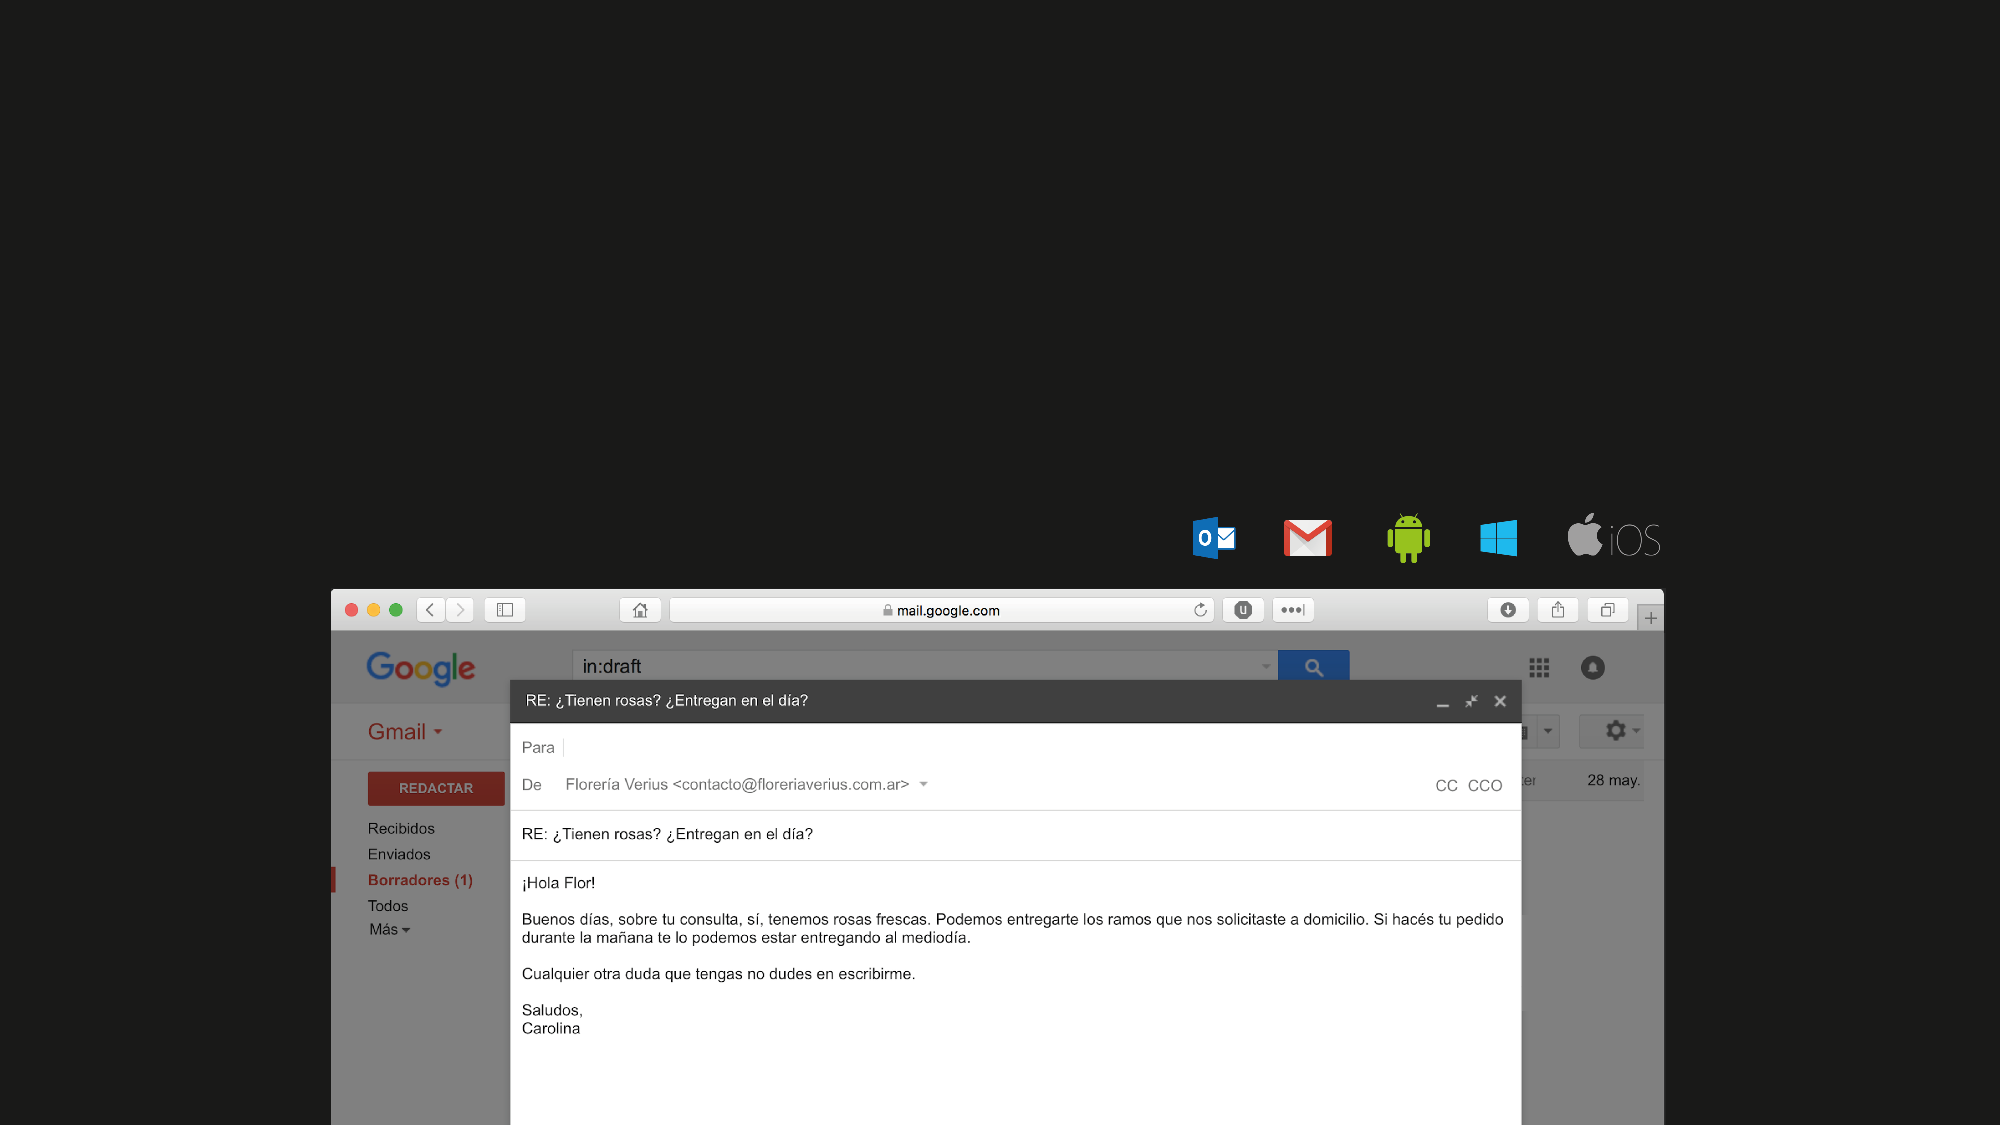 O
iOS
mail.google.com
u
Google
in:draft
RE: ¿Tienen rosas? ¿Entregan en el día?
Gmail
Para
De Florería Verius <contacto@floreriaverius.com.ar>
CC CCO
28 may.
REDACTAR
RE: ¿Tienen rosas? ¿Entregan en el día?
Recibidos
Enviados
Borradores (1)
Todos
Más
¡Hola Flor!
Buenos días, sobre tu consulta, sí, tenemos rosas frescas. Podemos entregarte los ramos que nos solicitaste a domicilio. Si hacés tu pedido
durante la mañana te lo podemos estar entregando al mediodía.
Cualquier otra duda que tengas no dudes en escribirme.
Saludos,
Carolina